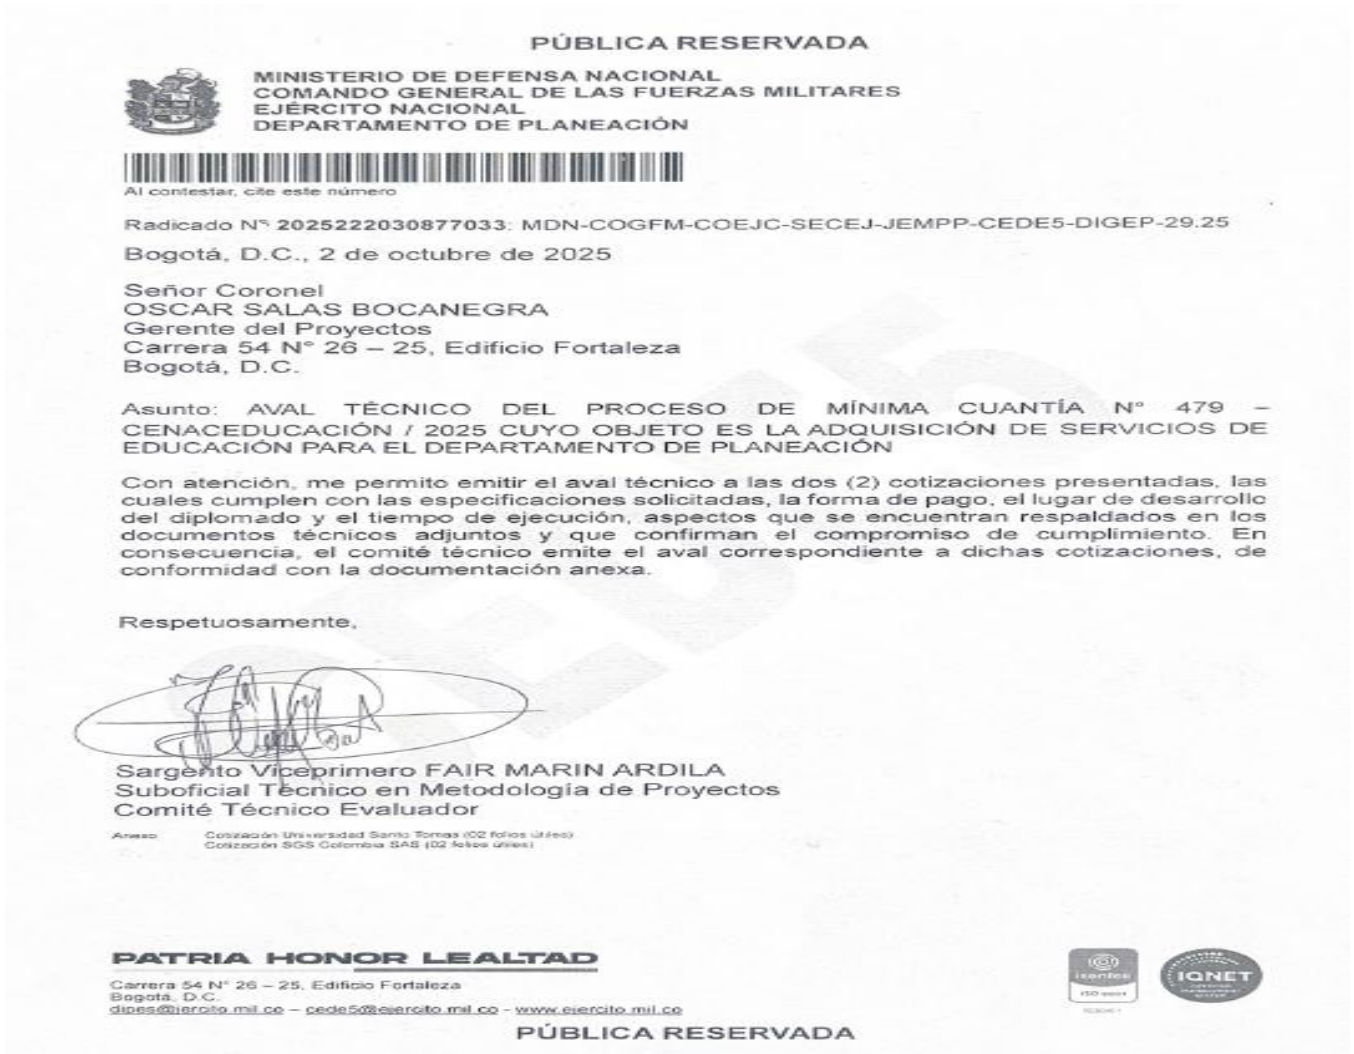 PÚBLICA RESERVADA
MINISTERIO DE DEFENSA NACIONAL
COMANDO GENERAL DE LAS FUERZAS MILITARES
EJÉRCITO NACIONAL
DEPARTAMENTO DE PLANEACIÓN
Al contestar, cite este número
Radicado N° 2025222030877033: MDN-COGFM-COEJC-SECEJ-JEMPP-CEDE5-DIGEP-29.25
Bogotá, D.C., 2 de octubre de 2025
Señor Coronel
OSCAR SALAS BOCANEGRA
Gerente del Proyectos
Carrera 54 N° 26 – 25, Edificio Fortaleza
Bogotá, D.C.
Asunto: AVAL TÉCNICO DEL PROCESO DE MÍNIMA CUANTÍA N° 479 –
CENACEDUCACIÓN / 2025 CUYO OBJETO ES LA ADQUISICIÓN DE SERVICIOS DE
EDUCACIÓN PARA EL DEPARTAMENTO DE PLANEACIÓN
Con atención, me permito emitir el aval técnico a las dos (2) cotizaciones presentadas, las
cuales cumplen con las especificaciones solicitadas, la forma de pago, el lugar de desarrollo
del diplomado y el tiempo de ejecución, aspectos que se encuentran respaldados en los
documentos técnicos adjuntos y que confirman el compromiso de cumplimiento. En
consecuencia, el comité técnico emite el aval correspondiente a dichas cotizaciones, de
conformidad con la documentación anexa.
Respetuosamente,
Sargento Viceprimero FAIR MARIN ARDILA
Suboficial Técnico en Metodología de Proyectos
Comité Técnico Evaluador
Anexo: Cotización Universidad Santo Tomas (02 folios útiles)
Cotización SGS Colombia SAS (02 folios útiles)
PATRIA HONOR LEALTAD
Carrera 54 N° 26 – 25, Edificio Fortaleza
Bogotá, D.C.
dipes@jercito.mil.co – cede5@ejercito.mil.co - www.ejercito.mil.co
icontec
IQNET
PÚBLICA RESERVADA